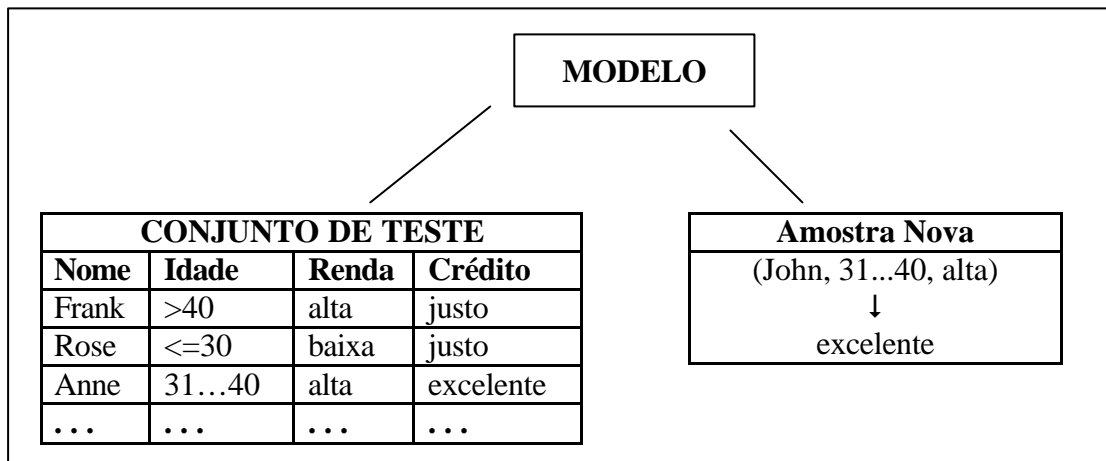 MODELO
CONJUNTO DE TESTE
Nome Idade Renda Crédito
Frank >40 alta justo
Rose <=30 baixa justo
Anne 31…40 alta excelente
... ... ... ...
Amostra Nova
(John, 31...40, alta)
↓
excelente